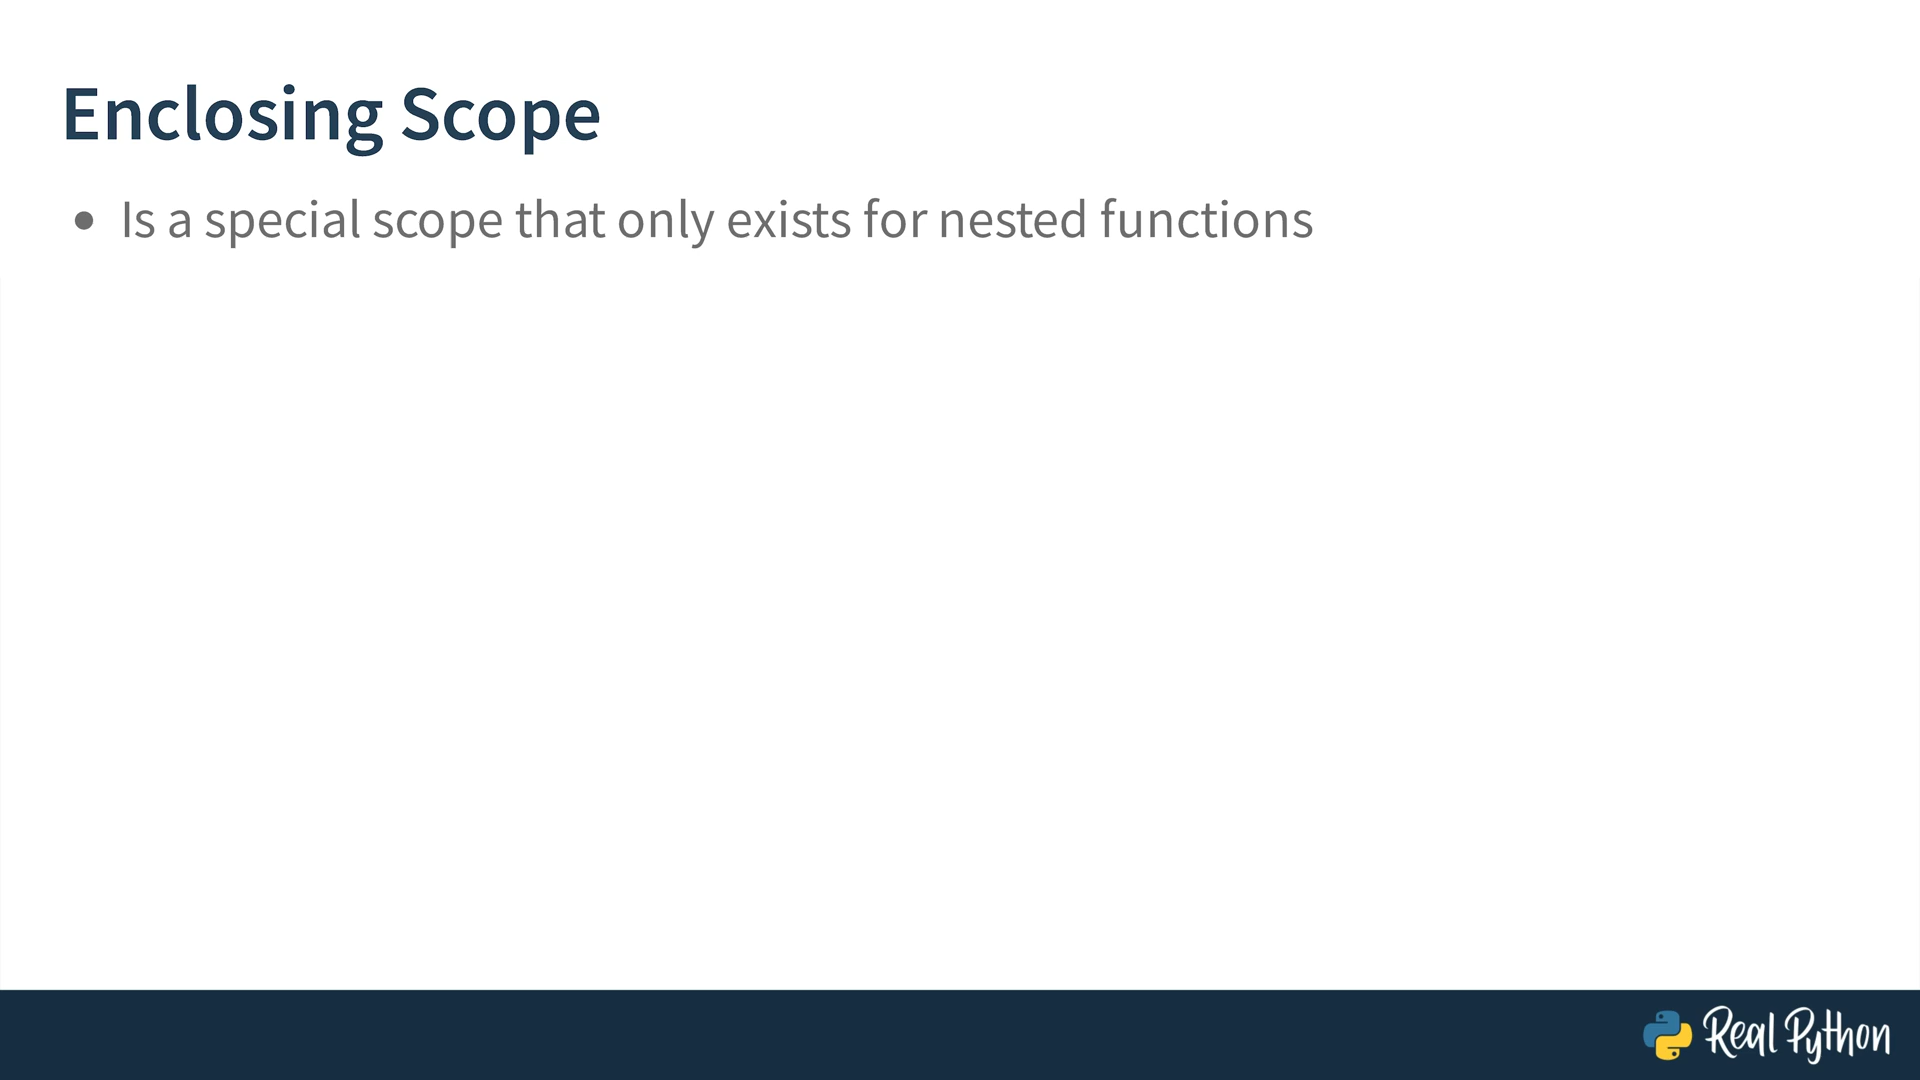 Enclosing Scope
• Is a special scope that only exists for nested functions
Real Python